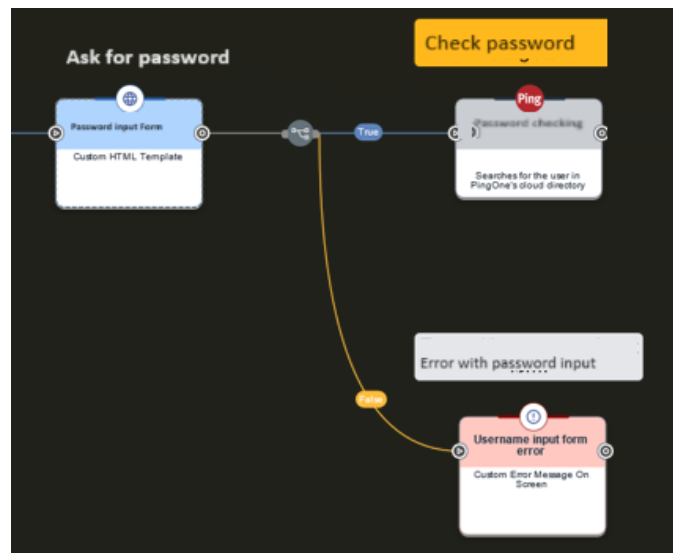 Ask for password
Check password
Password input Form
Custom HTML Template
True
Ping
Password checking
Searches for the user in
PingOne's cloud directory
False
Error with password input
Username input form
error
Custom Error Message On
Screen